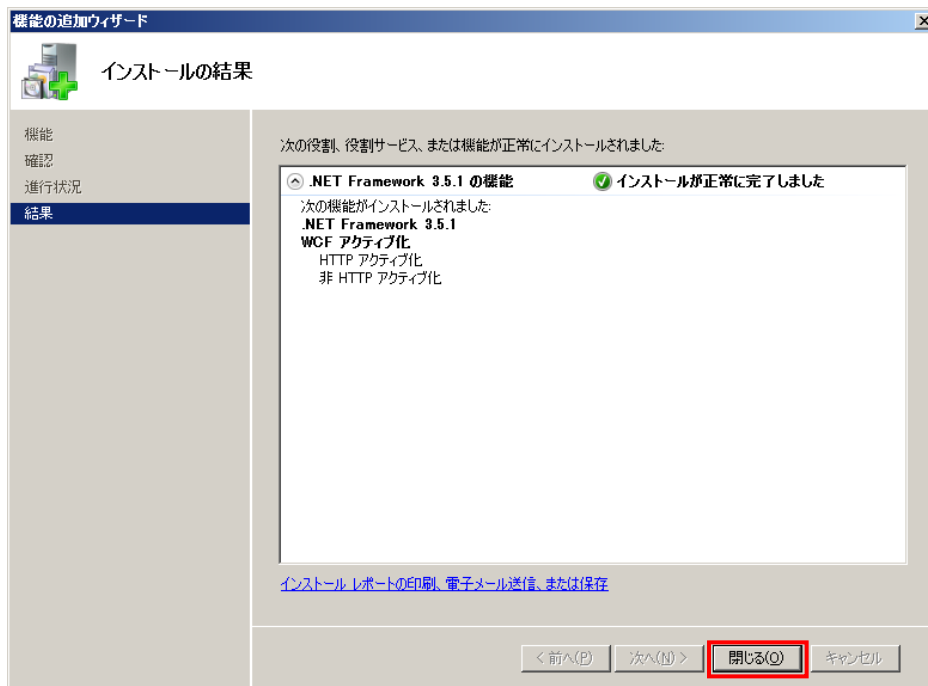 機能の追加ウィザード
インストールの結果
機能
確認
進行状況
結果
次の役割、役割サービス、または機能が正常にインストールされました:
.NET Framework 3.5.1 の機能
インストールが正常に完了しました
次の機能がインストールされました:
.NET Framework 3.5.1
WCF アクティブ化
HTTP アクティブ化
非 HTTP アクティブ化
インストール レポートの印刷、電子メール送信、または保存
< 前へ(P)
次へ(N) >
閉じる(O)
キャンセル